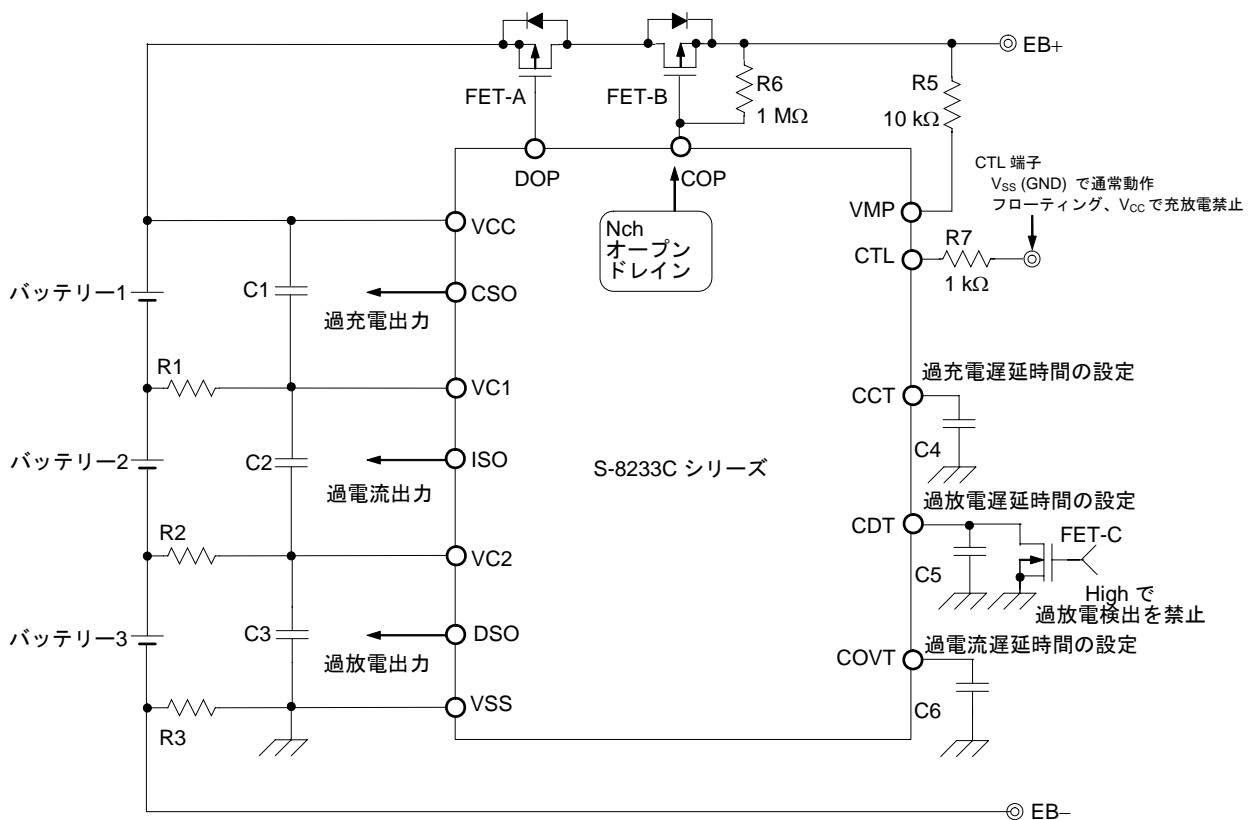 EB+
FET-A
FET-B
R6
1 MΩ
R5
10 kΩ
DOP
COP
CTL 端子
VSS (GND) で通常動作
フローティング、VCC で充放電禁止
Nch
オープン
ドレイン
VCC
VMP
CTL
R7
1 kΩ
バッテリー1
C1
CSO
過充電出力
R1
VC1
過充電遅延時間の設定
CCT
C4
バッテリー2
C2
ISO
過電流出力
S-8233C シリーズ
過放電遅延時間の設定
CDT
FET-C
C5
High で
過放電検出を禁止
R2
VC2
バッテリー3
C3
DSO
過放電出力
過電流遅延時間の設定
COVT
C6
R3
VSS
EB−